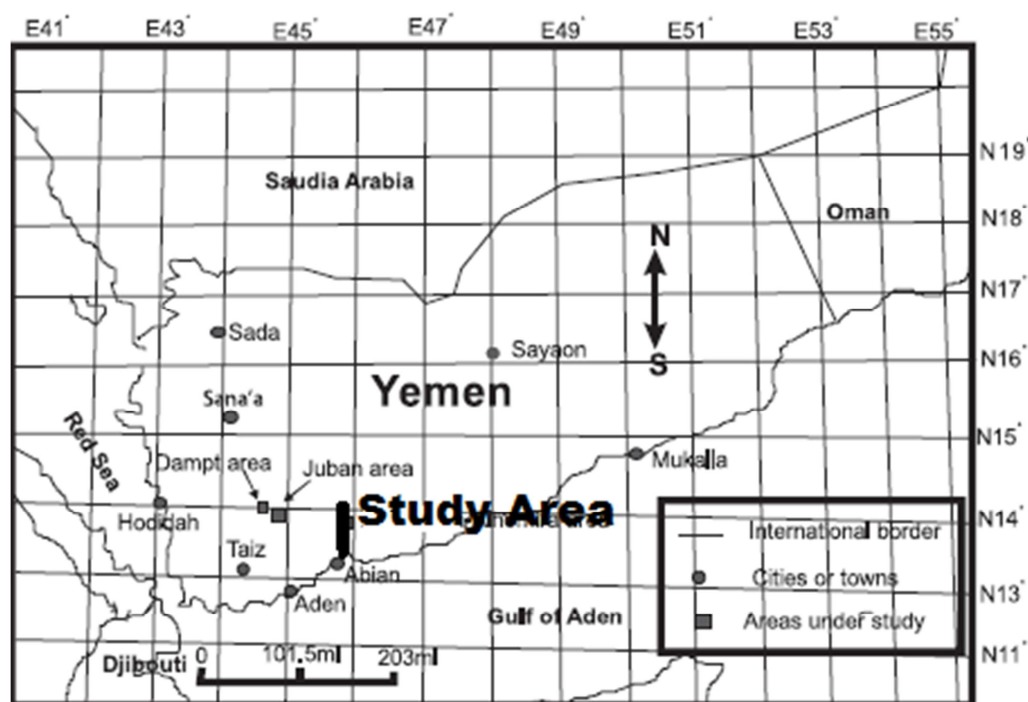 E41° E43° E45° E47° E49° E51° E53° E55°
N19°
Saudia Arabia
Oman
N18°
N
N17°
Sada
Sayaon
S
N16°
Yemen
Sana'a
N15°
Red Sea
Mukalla
Dampt area
Juban area
Study Area
N14°
Hodidah
International border
Taiz
Abian
Cities or towns
N13°
Aden
Gulf of Aden
Areas under study
Djibouti
0 101.5ml 203ml
N11°